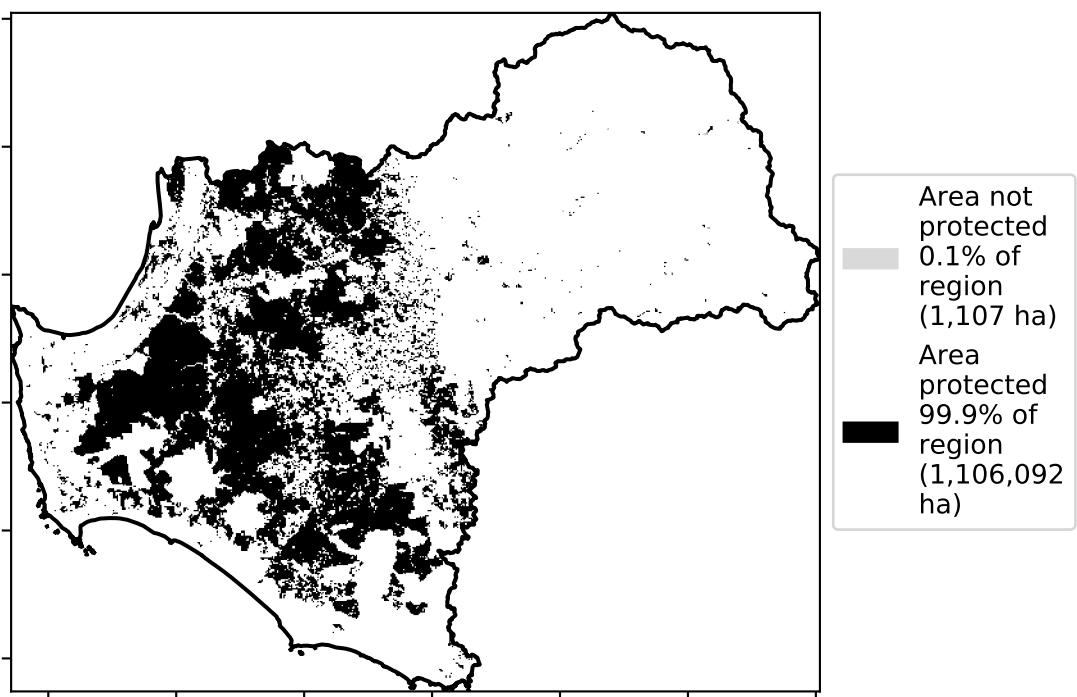 Area not
protected
0.1% of
region
(1,107 ha)
Area
protected
99.9% of
region
(1,106,092
ha)